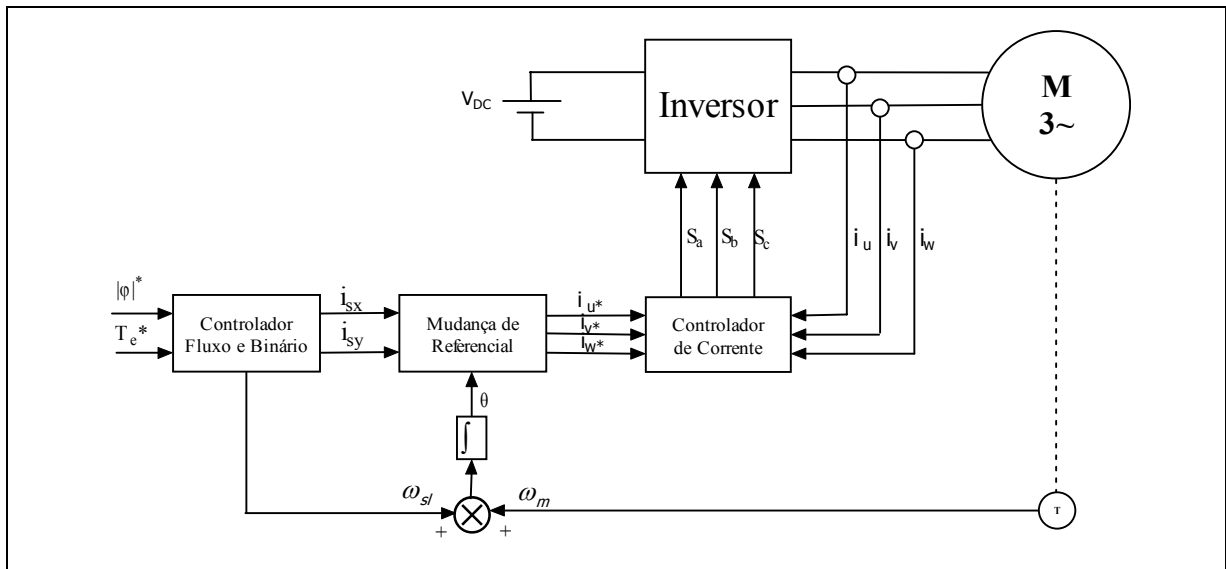 V_DC
Inversor
M
3~
S_a
S_b
S_c
i_u
i_v
i_w
|φ|*
T_e*
Controlador
Fluxo e Binário
i_sx
i_sy
Mudança de
Referencial
i_u*
i_v*
i_w*
Controlador
de Corrente
θ
∫
ω_sl
ω_m
+
+
T